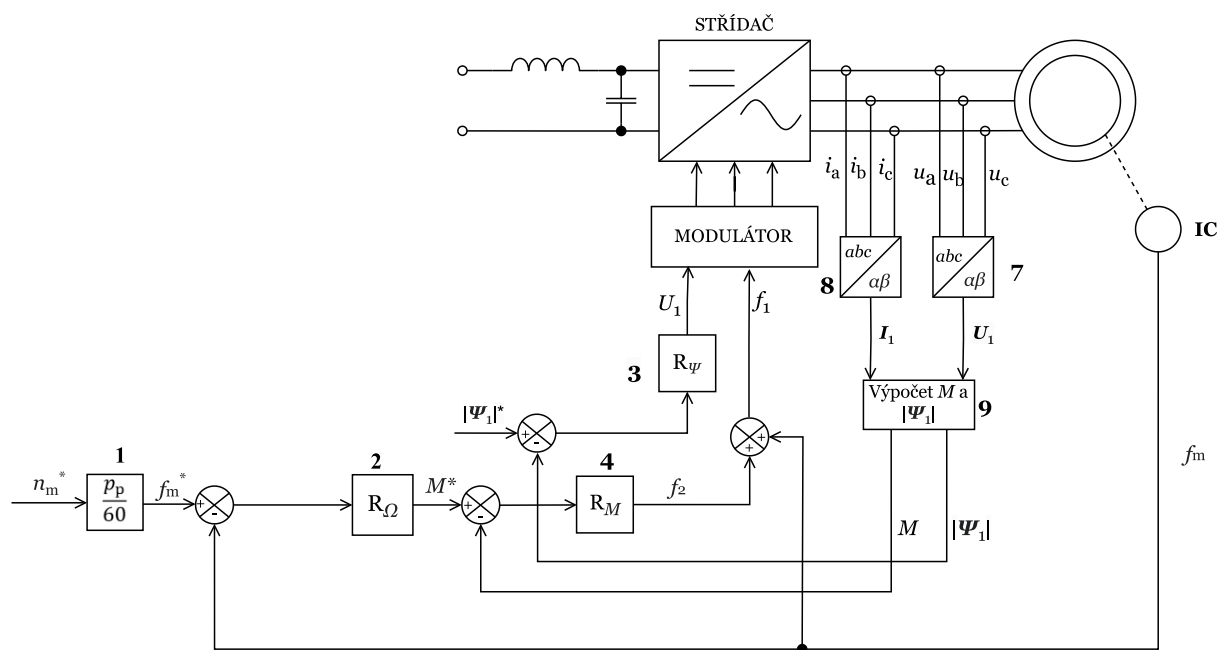 STŘÍDAČ
i_a i_b i_c u_a u_b u_c
IC
MODULÁTOR
abc
αβ
8
abc
αβ
7
U_1
f_1
I_1
U_1
3
R_Ψ
Výpočet M a
|Ψ_1|
9
|Ψ_1|*
+
-
+
+
f_m
1
2
4
n_m*
p_p
60
f_m*
+
-
R_Ω
M*
+
-
R_M
f_2
M
|Ψ_1|